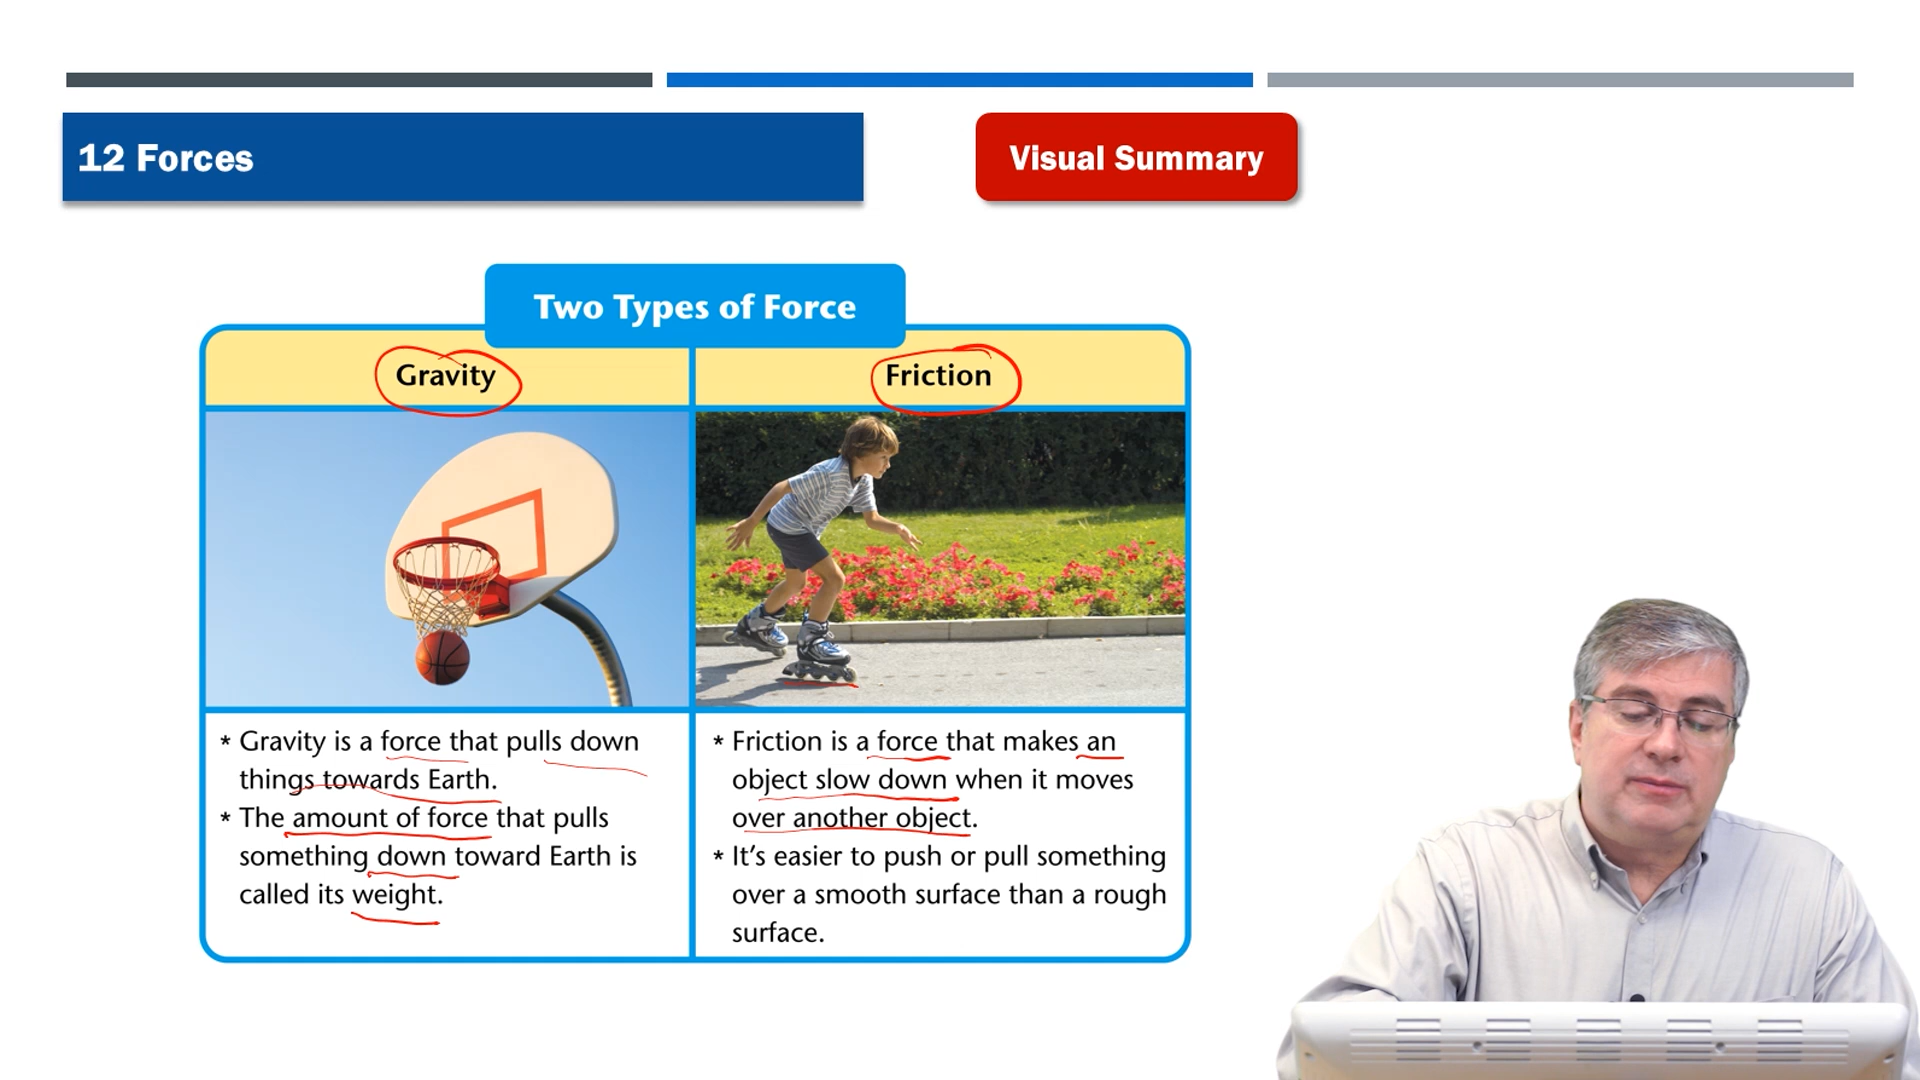 12 Forces
Visual Summary
Two Types of Force
Gravity
Friction
* Gravity is a force that pulls down
things towards Earth.
* The amount of force that pulls
something down toward Earth is
called its weight.
* Friction is a force that makes an
object slow down when it moves
over another object.
* It's easier to push or pull something
over a smooth surface than a rough
surface.